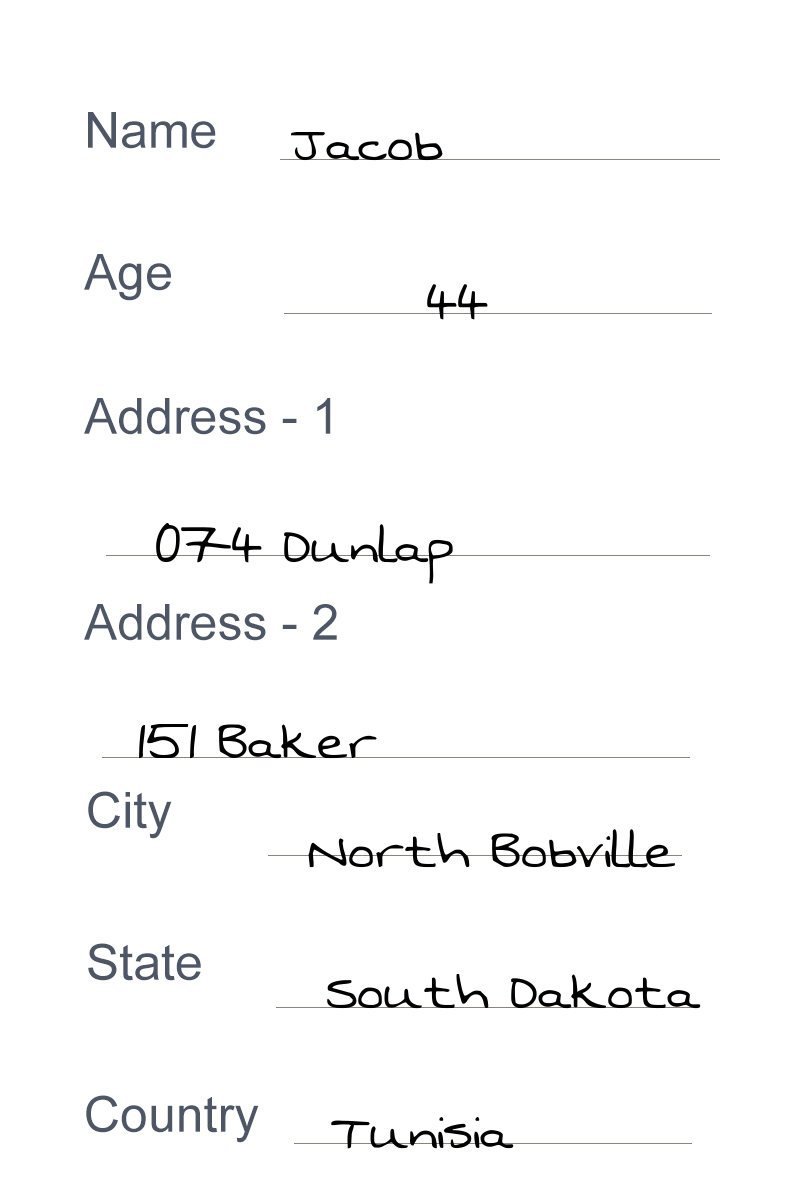 Name Jacob
Age 44
Address - 1
074 Dunlap
Address - 2
151 Baker
City North Bobville
State South Dakota
Country Tunisia